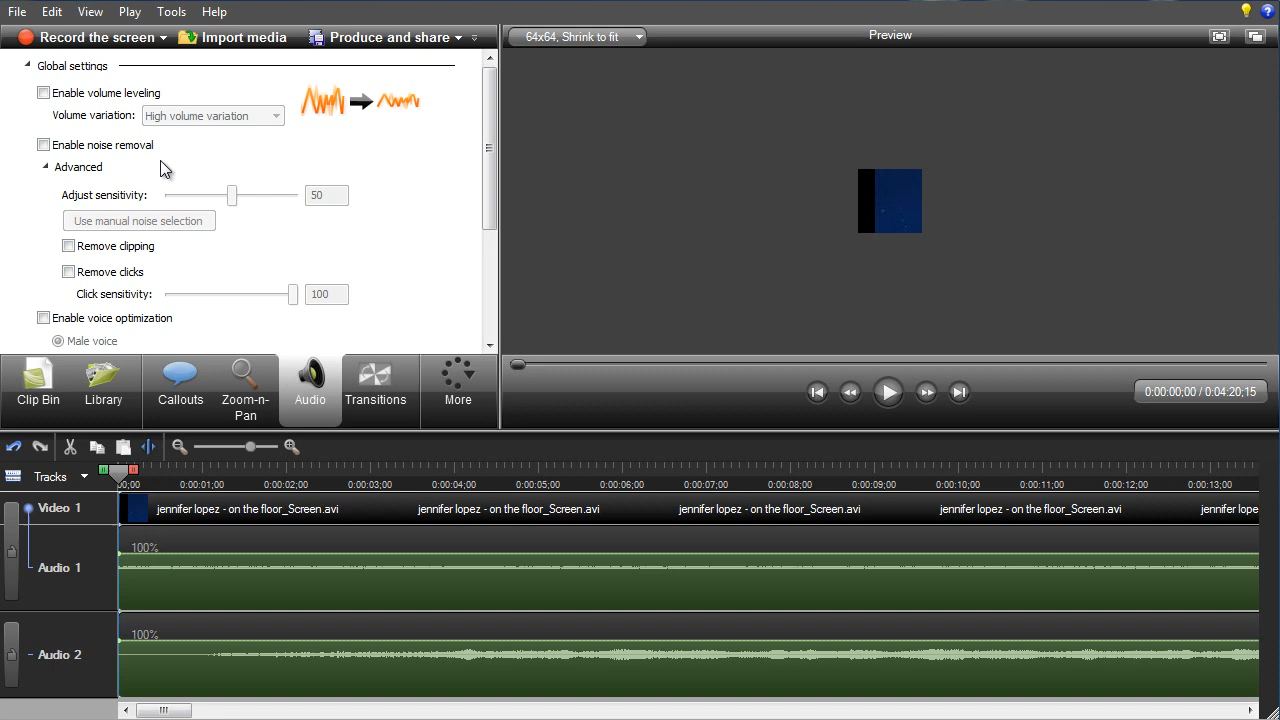 File Edit View Play Tools Help
Record the screen Import media Produce and share
64x64, Shrink to fit Preview
Global settings
Enable volume leveling
Volume variation: High volume variation
Enable noise removal
Advanced
Adjust sensitivity: 50
Use manual noise selection
Remove clipping
Remove clicks
Click sensitivity: 100
Enable voice optimization
Male voice
Clip Bin Library Callouts Zoom-n-Pan Audio Transitions More
0:00:00;00 / 0:04:20;15
Tracks
00;00 0:00:01;00 0:00:02;00 0:00:03;00 0:00:04;00 0:00:05;00 0:00:06;00 0:00:07;00 0:00:08;00 0:00:09;00 0:00:10;00 0:00:11;00 0:00:12;00 0:00:13;00
Video 1 jennifer lopez - on the floor_Screen.avi jennifer lopez - on the floor_Screen.avi jennifer lopez - on the floor_Screen.avi jennifer lopez - on the floor_Screen.avi jennifer lope
100%
Audio 1
100%
Audio 2